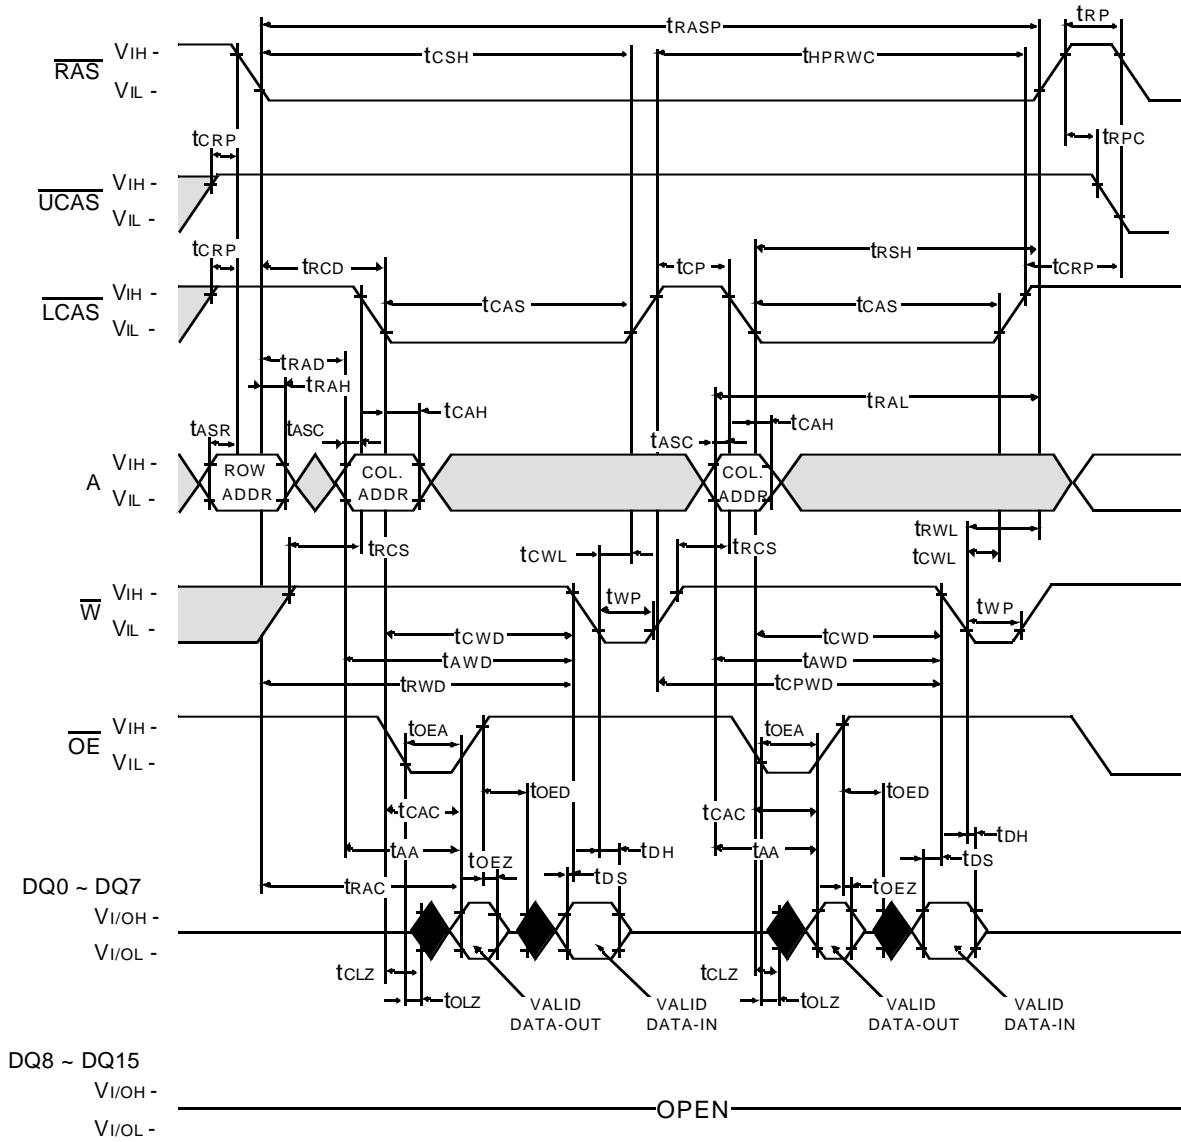 tRASP
tRP
tCSH
tHPRWC
RAS
VIH -
VIL -
tCRP
tRPC
UCAS
VIH -
VIL -
tCRP
tRCD
tCP
tRSH
tCRP
LCAS
VIH -
VIL -
tCAS
tCAS
tRAD
tRAH
tCAH
tRAL
tASR
tASC
tASC
tCAH
A
VIH -
VIL -
ROW
ADDR
COL.
ADDR
COL.
ADDR
tRCS
tCWL
tRCS
tRWL
tCWL
W
VIH -
VIL -
tWP
tWP
tCWD
tCWD
tAWD
tAWD
tRWD
tCPWD
OE
VIH -
VIL -
tOEA
tOEA
tCAC
tOED
tCAC
tOED
tAA
tOEZ
tDH
tAA
tDH
tRAC
tDS
tOEZ
tDS
DQ0 ~ DQ7
VI/OH -
VI/OL -
tCLZ
tOLZ
VALID
DATA-OUT
VALID
DATA-IN
tCLZ
tOLZ
VALID
DATA-OUT
VALID
DATA-IN
DQ8 ~ DQ15
VI/OH -
OPEN
VI/OL -